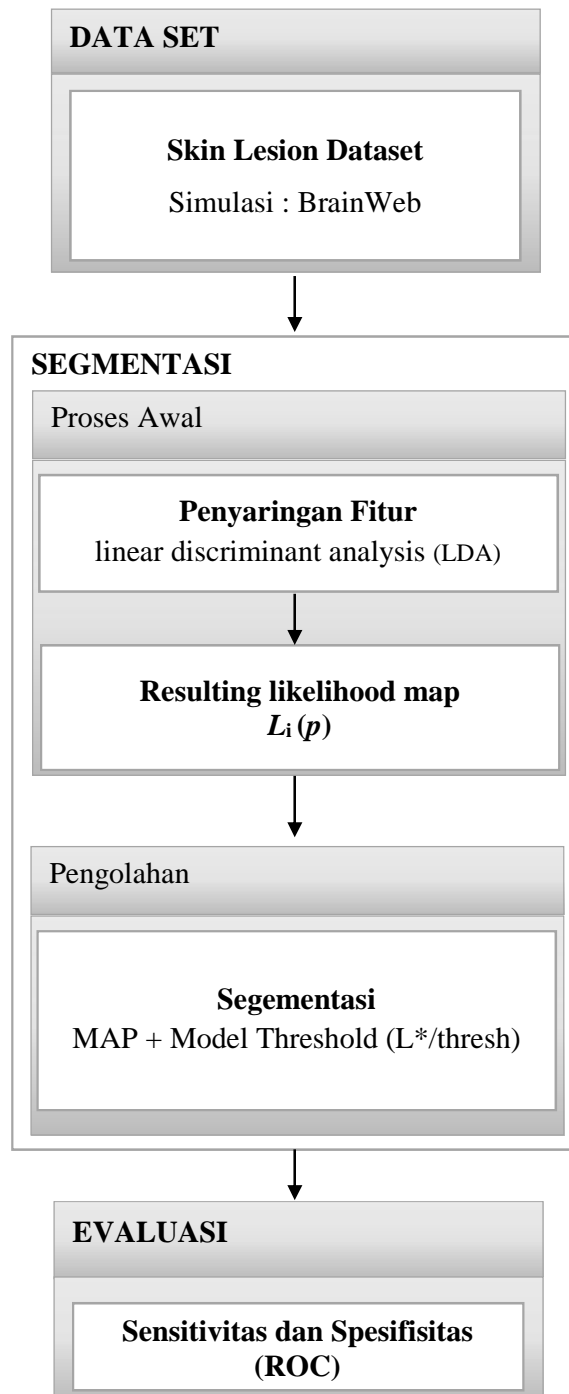 DATA SET
Skin Lesion Dataset
Simulasi : BrainWeb
SEGMENTASI
Proses Awal
Penyaringan Fitur
linear discriminant analysis (LDA)
Resulting likelihood map
Li (p)
Pengolahan
Segementasi
MAP + Model Threshold (L*/thresh)
EVALUASI
Sensitivitas dan Spesifisitas
(ROC)